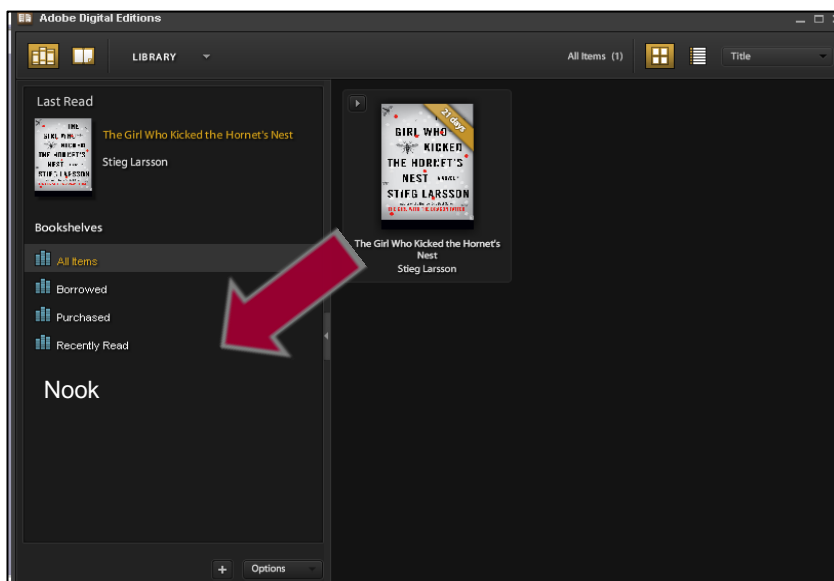 Adobe Digital Editions
LIBRARY
All Items (1)
Title
Last Read
The Girl Who Kicked the Hornet's Nest
Stieg Larsson
Bookshelves
All Items
Borrowed
Purchased
Recently Read
Nook
Options
21 days
GIRL WHO
KICKED
THE HORNET'S
NEST
STIEG LARSSON
The Girl Who Kicked the Hornet's
Nest
Stieg Larsson